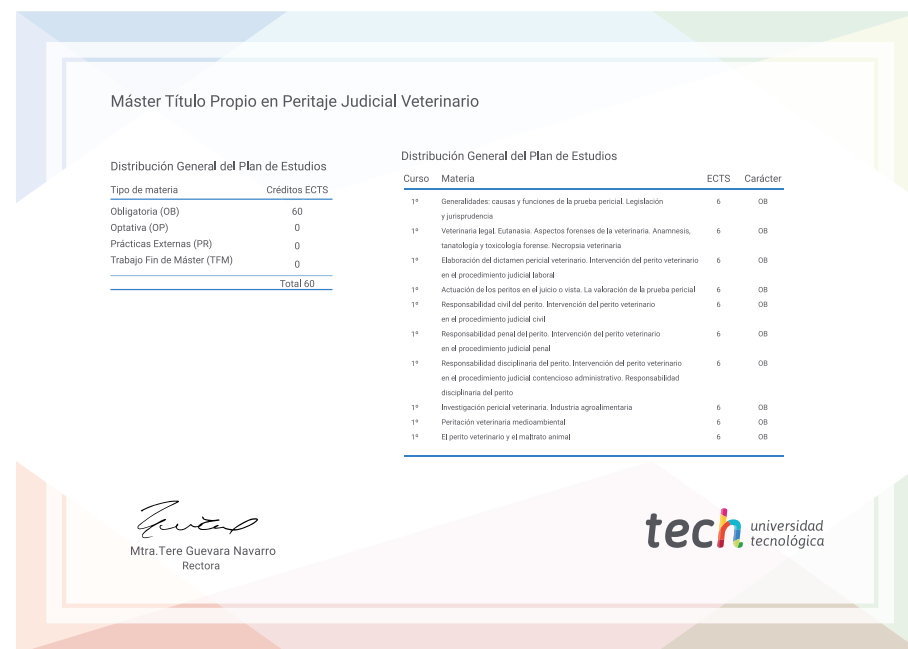 Máster Título Propio en Peritaje Judicial Veterinario
Distribución General del Plan de Estudios
Tipo de materia Créditos ECTS
Obligatoria (OB) 60
Optativa (OP) 0
Prácticas Externas (PR) 0
Trabajo Fin de Máster (TFM) 0
Total 60
Distribución General del Plan de Estudios
Curso Materia ECTS Carácter
1º Generalidades: causas y funciones de la prueba pericial. Legislación 6 OB
y jurisprudencia
1º Veterinaria legal. Eutanasia. Aspectos forenses de la veterinaria. Anamnesis, 6 OB
tanatología y toxicología forense. Necropsia veterinaria
1º Elaboración del dictamen pericial veterinario. Intervención del perito veterinario 6 OB
en el procedimiento judicial laboral
1º Actuación de los peritos en el juicio o vista. La valoración de la prueba pericial 6 OB
1º Responsabilidad civil del perito. Intervención del perito veterinario 6 OB
en el procedimiento judicial civil
1º Responsabilidad penal del perito. Intervención del perito veterinario 6 OB
en el procedimiento judicial penal
1º Responsabilidad disciplinaria del perito. Intervención del perito veterinario 6 OB
en el procedimiento judicial contencioso administrativo. Responsabilidad
disciplinaria del perito
1º Investigación pericial veterinaria. Industria agroalimentaria 6 OB
1º Peritación veterinaria medioambiental 6 OB
1º El perito veterinario y el maltrato animal 6 OB
Mtra.Tere Guevara Navarro
Rectora
tech universidad
tecnológica